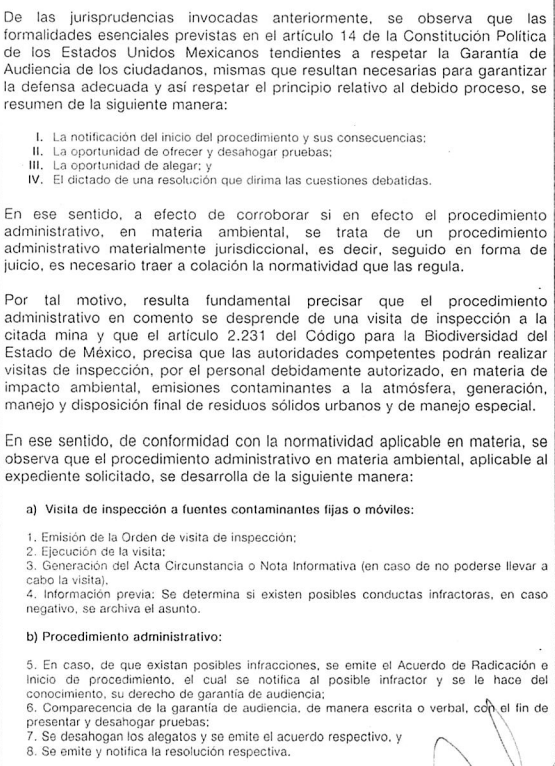 De las jurisprudencias invocadas anteriormente, se observa que las
formalidades esenciales previstas en el artículo 14 de la Constitución Política
de los Estados Unidos Mexicanos tendientes a respetar la Garantía de
Audiencia de los ciudadanos, mismas que resultan necesarias para garantizar
la defensa adecuada y así respetar el principio relativo al debido proceso, se
resumen de la siguiente manera:
I. La notificación del inicio del procedimiento y sus consecuencias;
II. La oportunidad de ofrecer y desahogar pruebas;
III. La oportunidad de alegar; y
IV. El dictado de una resolución que dirima las cuestiones debatidas.
En ese sentido, a efecto de corroborar si en efecto el procedimiento
administrativo, en materia ambiental, se trata de un procedimiento
administrativo materialmente jurisdiccional, es decir, seguido en forma de
juicio, es necesario traer a colación la normatividad que las regula.
Por tal motivo, resulta fundamental precisar que el procedimiento
administrativo en comento se desprende de una visita de inspección a la
citada mina y que el artículo 2.231 del Código para la Biodiversidad del
Estado de México, precisa que las autoridades competentes podrán realizar
visitas de inspección, por el personal debidamente autorizado, en materia de
impacto ambiental, emisiones contaminantes a la atmósfera, generación,
manejo y disposición final de residuos sólidos urbanos y de manejo especial.
En ese sentido, de conformidad con la normatividad aplicable en materia, se
observa que el procedimiento administrativo en materia ambiental, aplicable al
expediente solicitado, se desarrolla de la siguiente manera:
a) Visita de inspección a fuentes contaminantes fijas o móviles:
1. Emisión de la Orden de visita de inspección;
2. Ejecución de la visita;
3. Generación del Acta Circunstancia o Nota Informativa (en caso de no poderse llevar a
cabo la visita).
4. Información previa: Se determina si existen posibles conductas infractoras, en caso
negativo, se archiva el asunto.
b) Procedimiento administrativo:
5. En caso, de que existan posibles infracciones, se emite el Acuerdo de Radicación e
Inicio de procedimiento, el cual se notifica al posible infractor y se le hace del
conocimiento, su derecho de garantía de audiencia;
6. Comparecencia de la garantía de audiencia, de manera escrita o verbal, con el fin de
presentar y desahogar pruebas;
7. Se desahogan los alegatos y se emite el acuerdo respectivo, y
8. Se emite y notifica la resolución respectiva.